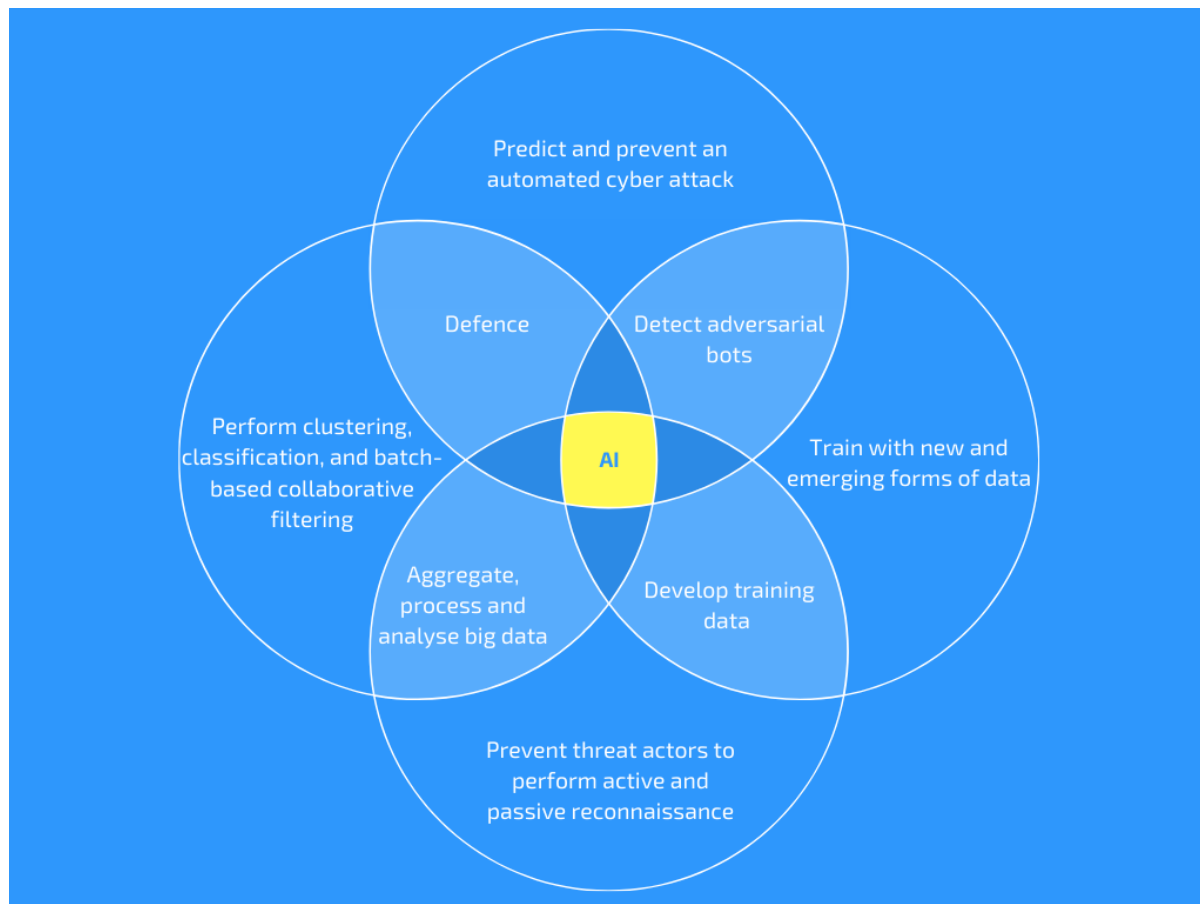 Predict and prevent an
automated cyber attack
Defence
Detect adversarial
bots
Perform clustering,
classification, and batch-
based collaborative
filtering
AI
Train with new and
emerging forms of data
Aggregate,
process and
analyse big data
Develop training
data
Prevent threat actors to
perform active and
passive reconnaissance